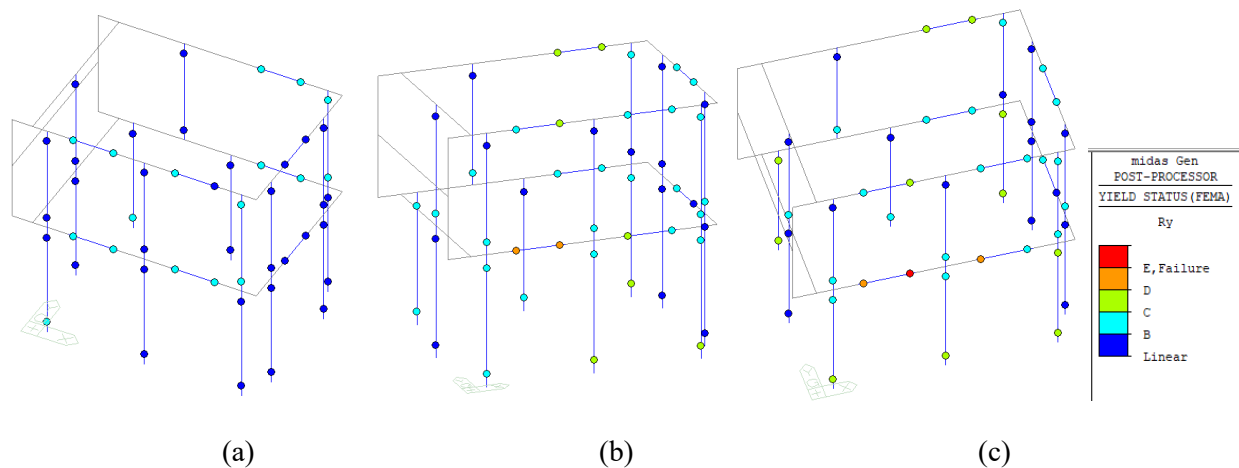 midas Gen
POST-PROCESSOR
YIELD STATUS(FEMA)
Ry
E,Failure
D
C
B
Linear
(a)
(b)
(c)